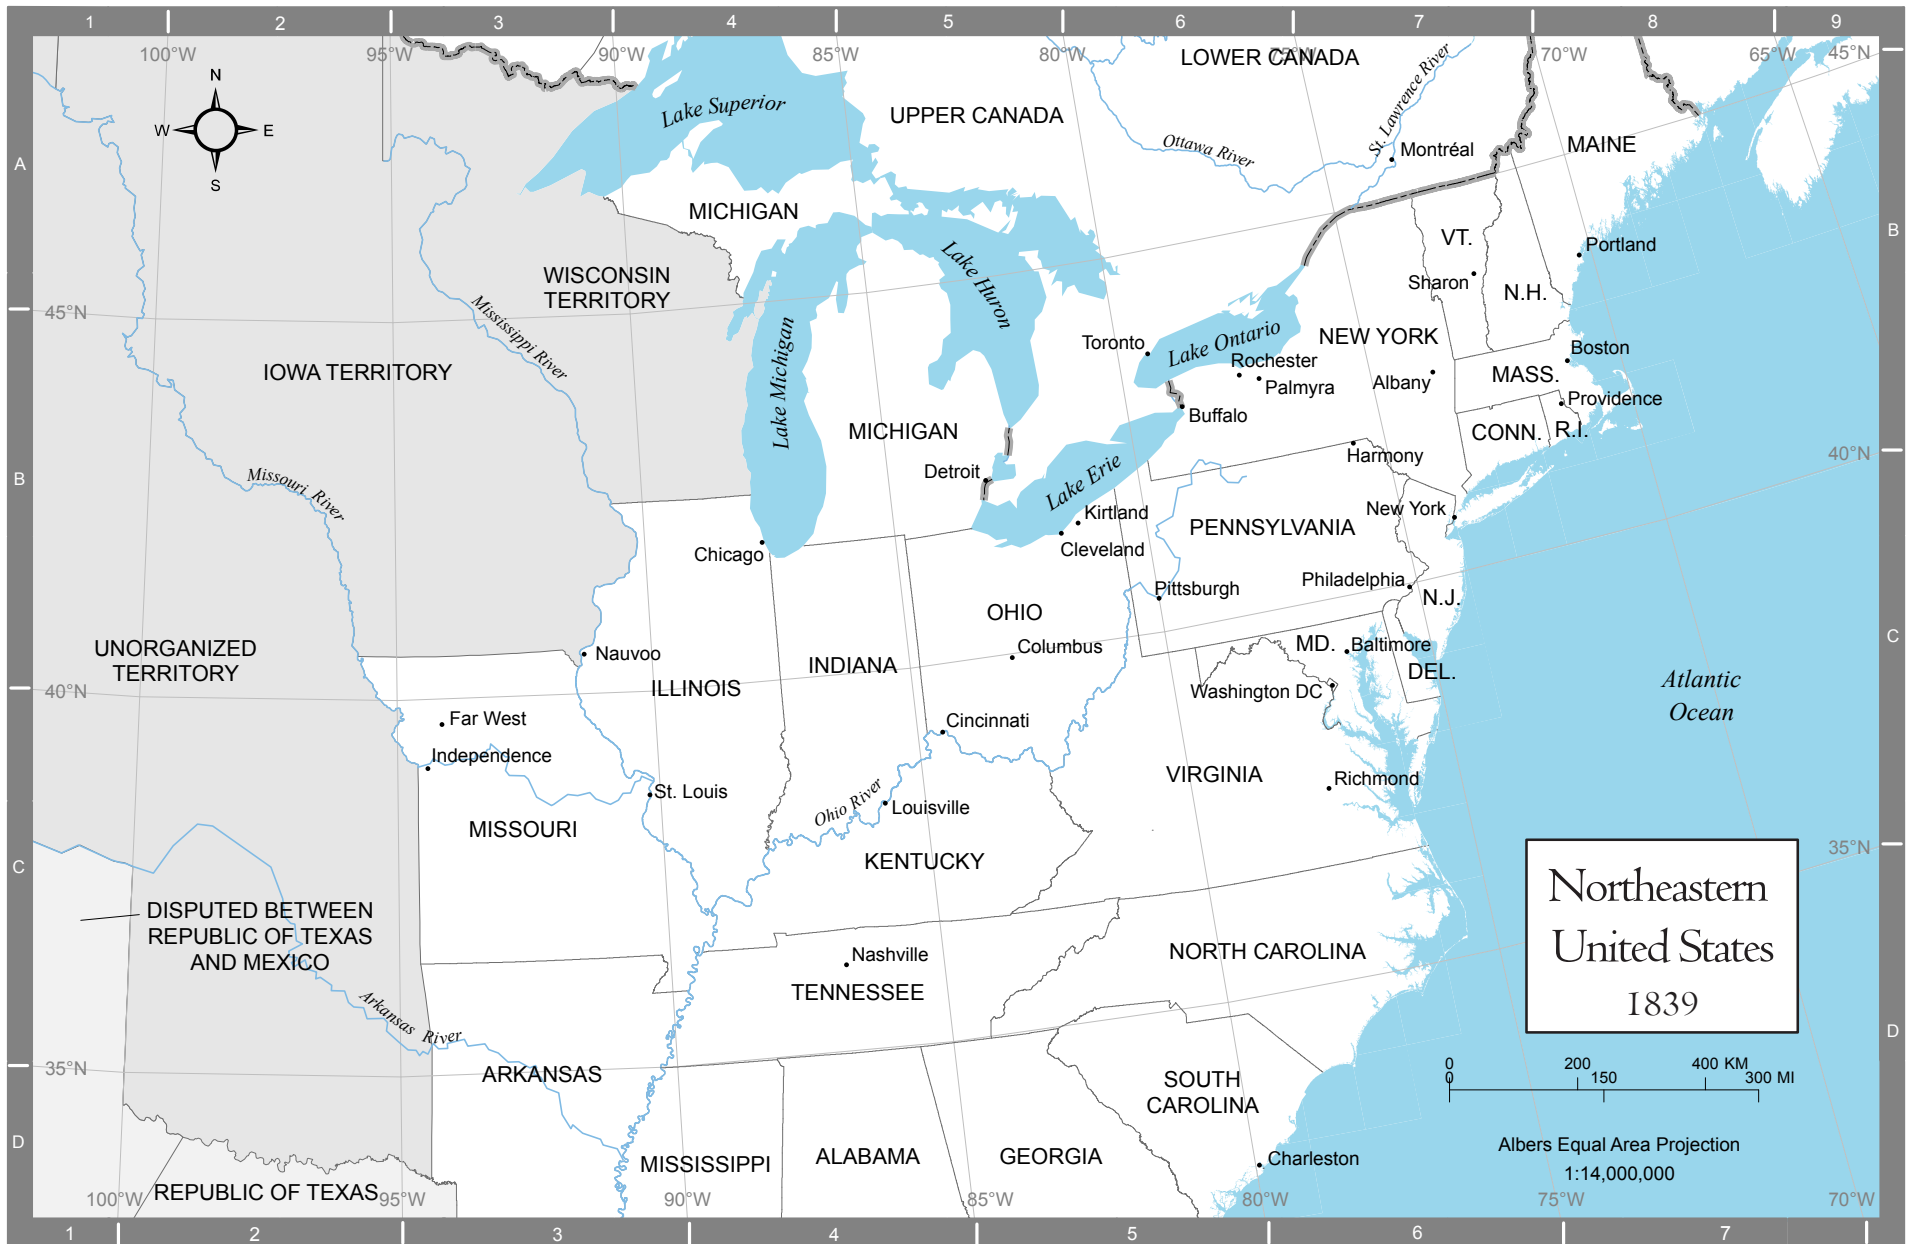 1 2 3 4 5 6 7 8 9
100°W 95°W 90°W 85°W 80°W 75°W 70°W 65°W 45°N
N
W E
S
A
B
C
D
B
C
D
LOWER CANADA
UPPER CANADA
Lake Superior
Ottawa River
St. Lawrence River
Montréal
MAINE
MICHIGAN
VT.
Portland
Sharon
N.H.
WISCONSIN
TERRITORY
Lake Huron
45°N
Mississippi River
Lake Michigan
Toronto
Lake Ontario
NEW YORK
Rochester
Palmyra
Albany
Boston
MASS.
Providence
IOWA TERRITORY
Buffalo
CONN.
R.I.
MICHIGAN
Harmony
40°N
Detroit
Lake Erie
Missouri River
Kirtland
Cleveland
PENNSYLVANIA
New York
Chicago
Pittsburgh
Philadelphia
N.J.
OHIO
Columbus
UNORGANIZED
TERRITORY
Nauvoo
INDIANA
MD.
Baltimore
DEL.
40°N
ILLINOIS
Washington DC
Atlantic
Ocean
Far West
Cincinnati
Independence
St. Louis
Ohio River
Louisville
VIRGINIA
Richmond
MISSOURI
KENTUCKY
35°N
DISPUTED BETWEEN
REPUBLIC OF TEXAS
AND MEXICO
Nashville
TENNESSEE
NORTH CAROLINA
Northeastern
United States
1839
Arkansas River
35°N
ARKANSAS
SOUTH
CAROLINA
0 200 400 KM
0 150 300 MI
Albers Equal Area Projection
1:14,000,000
MISSISSIPPI
ALABAMA
GEORGIA
Charleston
REPUBLIC OF TEXAS
100°W 95°W 90°W 85°W 80°W 75°W 70°W
1 2 3 4 5 6 7